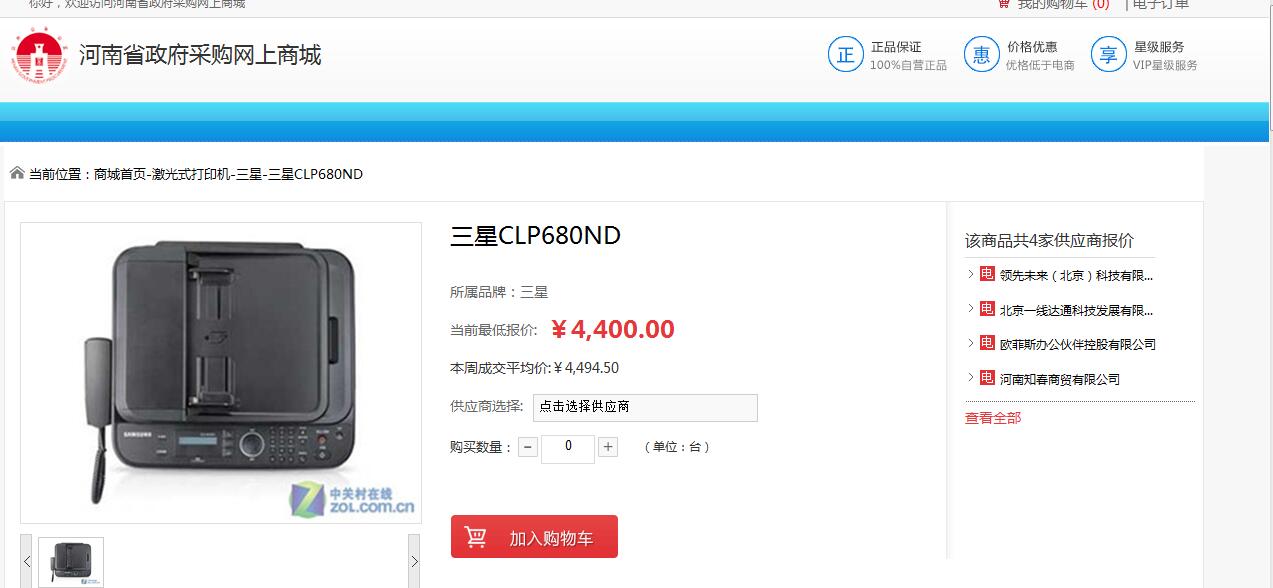 你好，欢迎访问河南省政府采购网上商城
我的购物车 (0) | 电子订单
河南省政府采购网上商城
正 正品保证
100%自营正品
惠 价格优惠
优格低于电商
享 星级服务
VIP星级服务
当前位置：商城首页-激光式打印机-三星-三星CLP680ND
三星CLP680ND
所属品牌：三星
当前最低报价: ¥4,400.00
本周成交平均价:¥4,494.50
供应商选择: 点击选择供应商
购买数量： − 0 + （单位：台）
加入购物车
SAMSUNG
中关村在线
ZOL.COM.CN
该商品共4家供应商报价
电 领先未来（北京）科技有限...
电 北京一线达通科技发展有限...
电 欧菲斯办公伙伴控股有限公司
电 河南知春商贸有限公司
查看全部